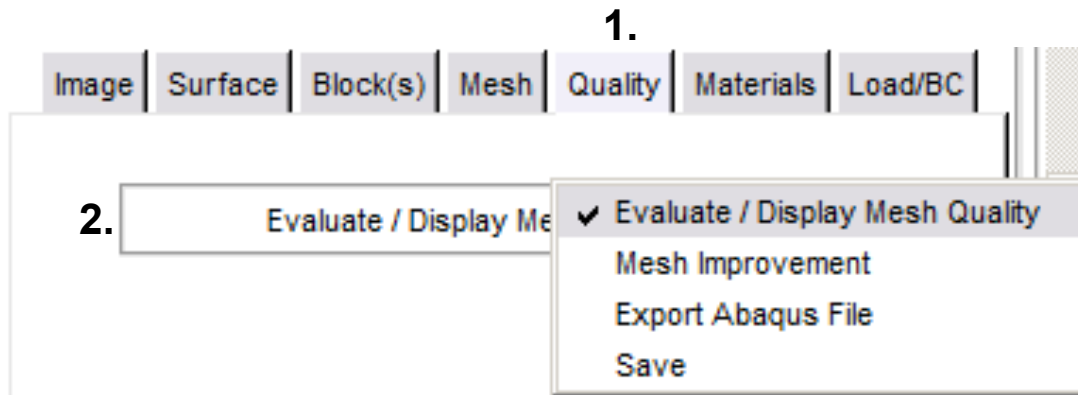 1.
Image Surface Block(s) Mesh Quality Materials Load/BC
2. Evaluate / Display Me
✔ Evaluate / Display Mesh Quality
Mesh Improvement
Export Abaqus File
Save